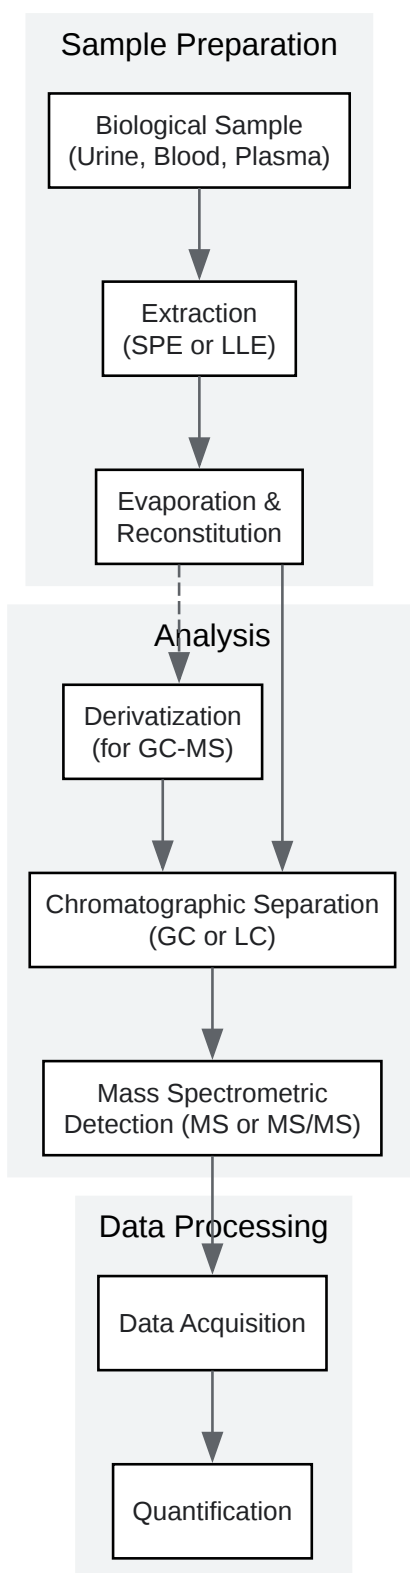 Sample Preparation
Biological Sample
(Urine, Blood, Plasma)
Extraction
(SPE or LLE)
Evaporation &
Reconstitution
Analysis
Derivatization
(for GC-MS)
Chromatographic Separation
(GC or LC)
Mass Spectrometric
Detection (MS or MS/MS)
Data Processing
Data Acquisition
Quantification